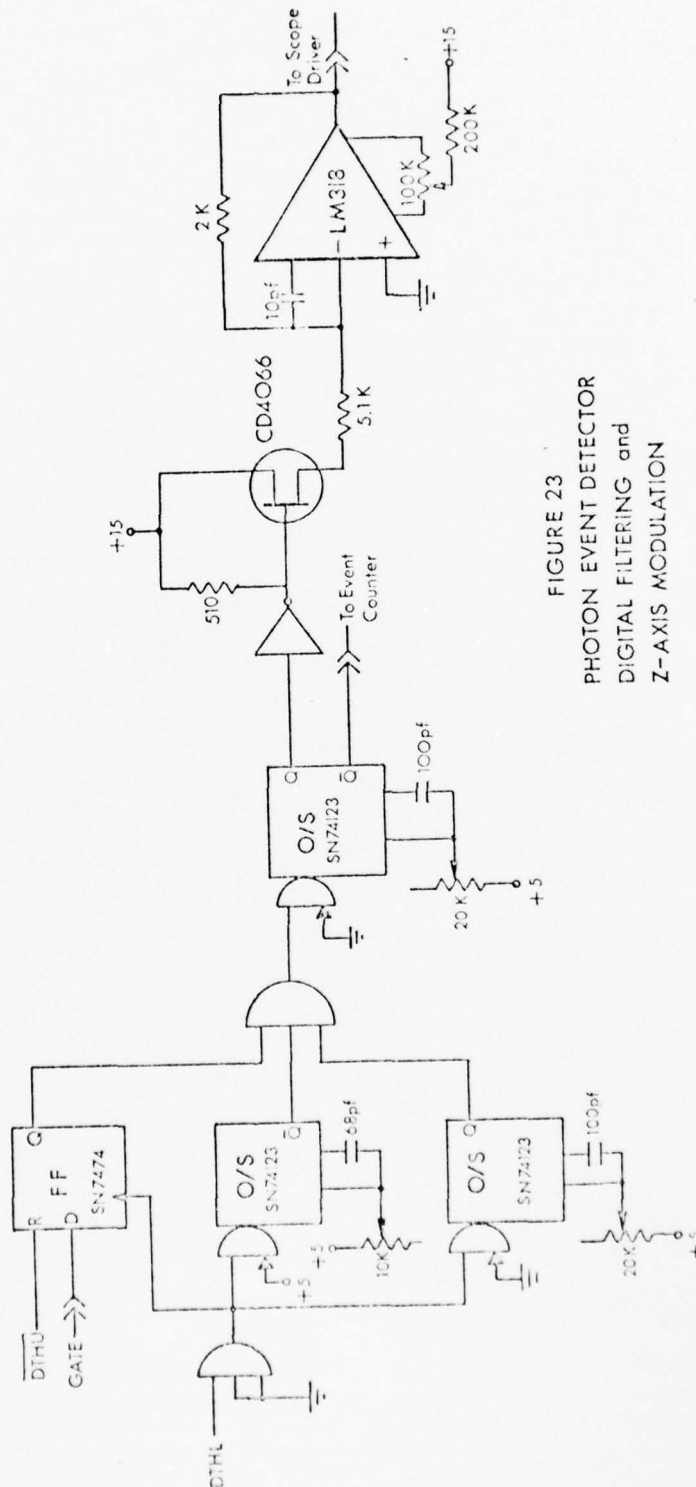 DTHU
GATE
DTHL
R
D
Q
FF
SN7474
O/S
SN74123
Q
68pf
+5
+5
10K
O/S
SN74123
Q
100pf
20K
+5
O/S
SN74123
Q
Q
100pf
20K
+5
To Event
Counter
+15
510
CD4066
5.1K
2K
10pf
−
LM318
+
100K
200K
+15
To Scope
Driver
FIGURE 23
PHOTON EVENT DETECTOR
DIGITAL FILTERING and
Z-AXIS MODULATION